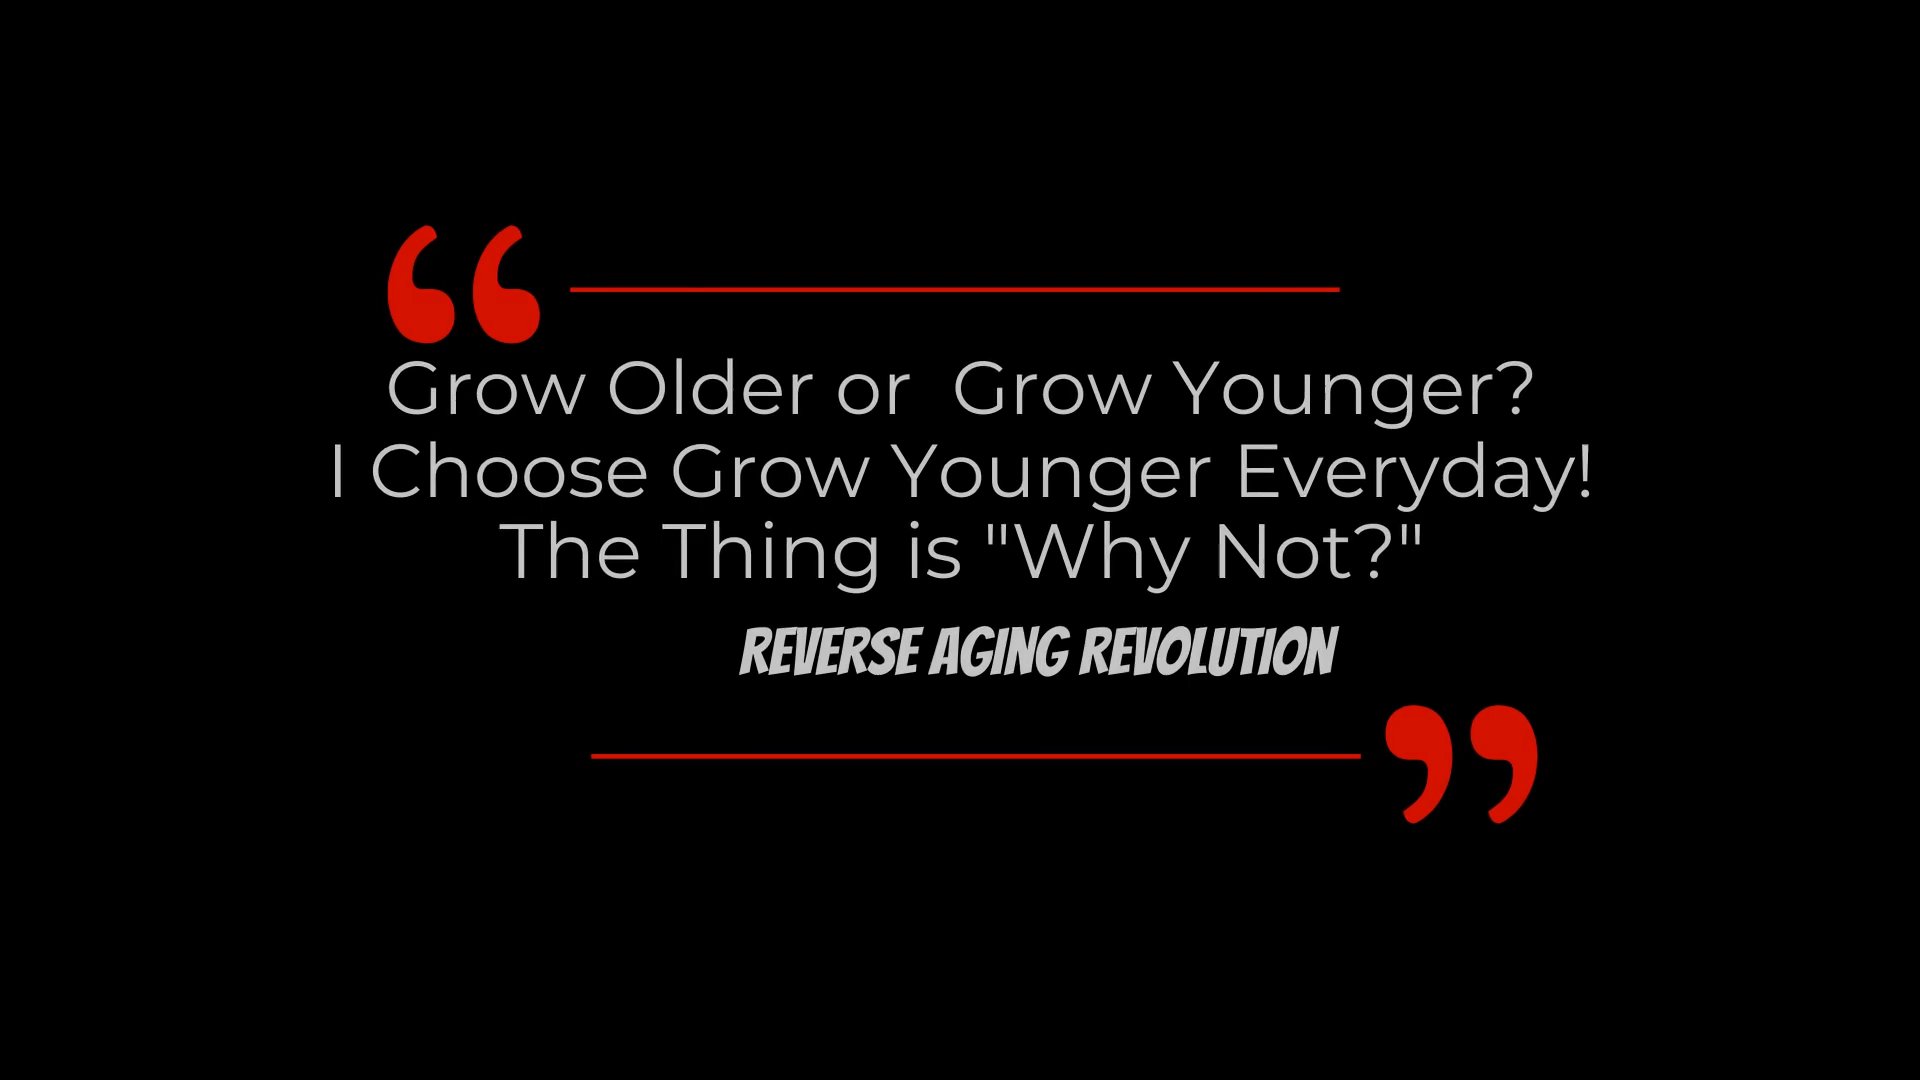 “
Grow Older or  Grow Younger?
I Choose Grow Younger Everyday!
The Thing is "Why Not?"
REVERSE AGING REVOLUTION
”